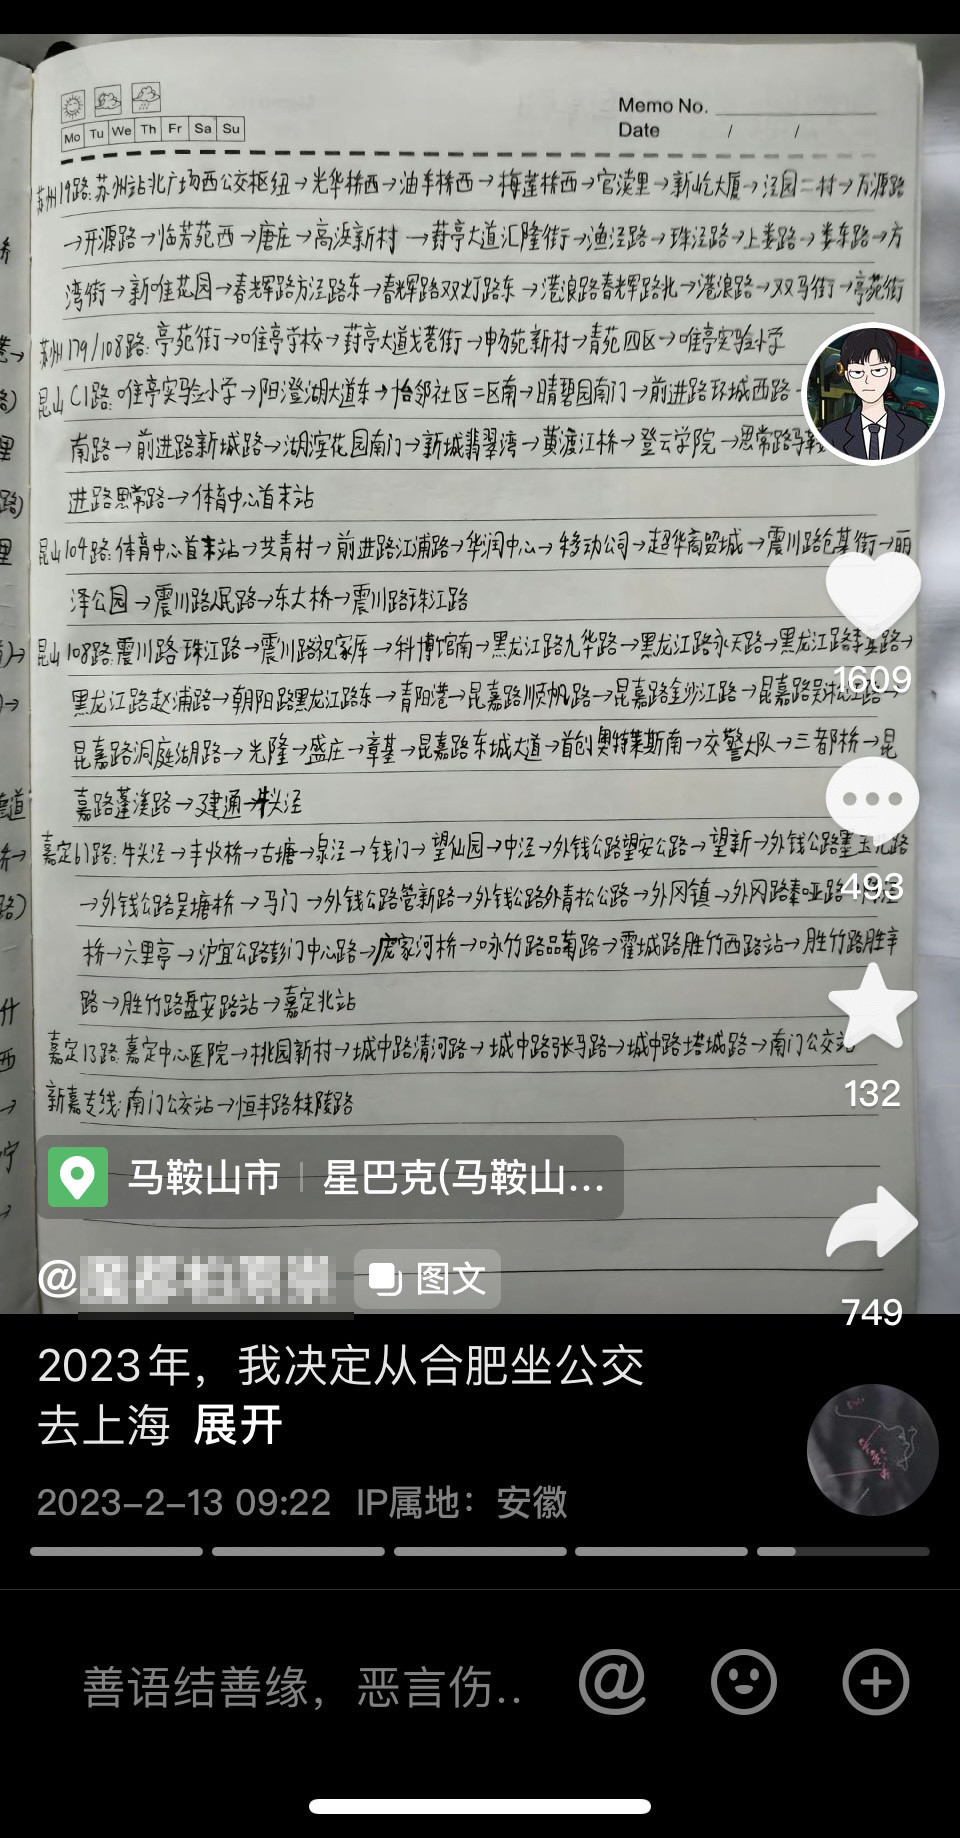 Memo No.
Mo Tu We Th Fr Sa Su
Date / /
苏州19路:苏州站北广场西公交枢纽→光华桥西→油车桥西→梅莲桥西→官渎里→新屹大厦→泾园二村→万源路
→开源路→临芳苑西→唐庄→高浜新村→葑亭大道汇隆街→渔泾路→珠泾路→上娄路→娄东路→方
湾街→新唯花园→春辉路方泾路东→春辉路双灯路东→港浪路春辉路北→港浪路→双马街→亭苑街
苏州179/108路:亭苑街→唯亭学校→葑亭大道戈巷街→畅苑新村→青苑四区→唯亭实验小学
昆山C1路:唯亭实验小学→阳澄湖大道东→怡邻社区二区南→晴碧园南门→前进路环城西路
南路→前进路新城路→湖滨花园南门→新城翡翠湾→黄渡江桥→登云学院→思常路马鞍
进路思常路→体育中心首末站
昆山104路:体育中心首末站→共青村→前进路江浦路→华润中心→移动公司→超华商贸城→震川路仓基街→丽
泽公园→震川路人民路→东大桥→震川路珠江路
昆山108路:震川路珠江路→震川路祝家厍→科博馆南→黑龙江路九华路→黑龙江路永天路→黑龙江路→
黑龙江路赵浦路→朝阳路黑龙江路东→青阳港→昆嘉路顺帆路→昆嘉路金沙江路→昆嘉路吴淞江路→
昆嘉路洞庭湖路→光隆→盛庄→章基→昆嘉路东城大道→首创奥特莱斯南→交警大队→三都桥→昆
嘉路蓬溪路→建通→牛头泾
嘉定61路:牛头泾→丰收桥→古塘→泉泾→钱门→望仙园→中泾→外钱公路望安公路→望新→外钱公路墨玉北路
→外钱公路吴塘桥→马门→外钱公路管新路→外钱公路外青松公路→外冈镇→外冈路秦哑路
桥→六里亭→沪宜公路彭门中心路→庞家河桥→咏竹路品菊路→霍城路胜竹西路站→胜竹路胜辛
路→胜竹路盘安路站→嘉定北站
嘉定13路:嘉定中心医院→桃园新村→城中路清河路→城中路张马路→城中路塔城路→南门公交站
新嘉专线:南门公交站→恒丰路秣陵路
1609
493
132
749
马鞍山市 | 星巴克(马鞍山...
@
图文
2023年，我决定从合肥坐公交
去上海 展开
2023-2-13 09:22 IP属地：安徽
善语结善缘，恶言伤..